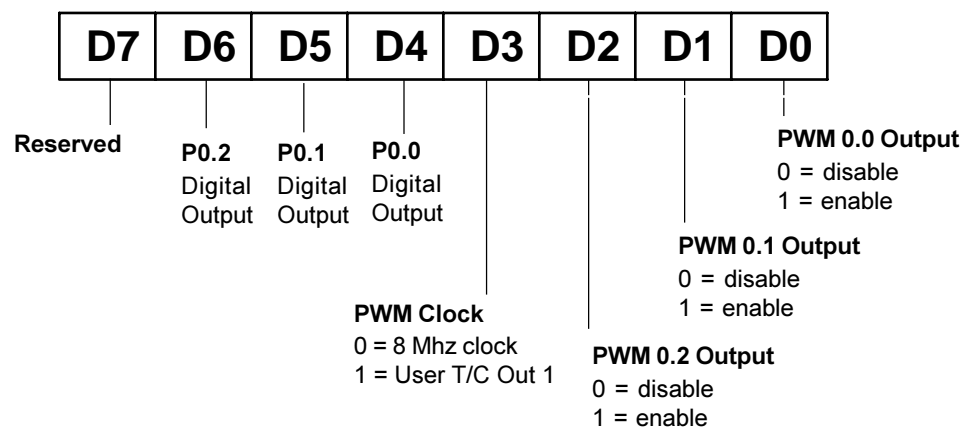 D7 D6 D5 D4 D3 D2 D1 D0
Reserved
P0.2
Digital
Output
P0.1
Digital
Output
P0.0
Digital
Output
PWM 0.0 Output
0 = disable
1 = enable
PWM 0.1 Output
0 = disable
1 = enable
PWM Clock
0 = 8 Mhz clock
1 = User T/C Out 1
PWM 0.2 Output
0 = disable
1 = enable